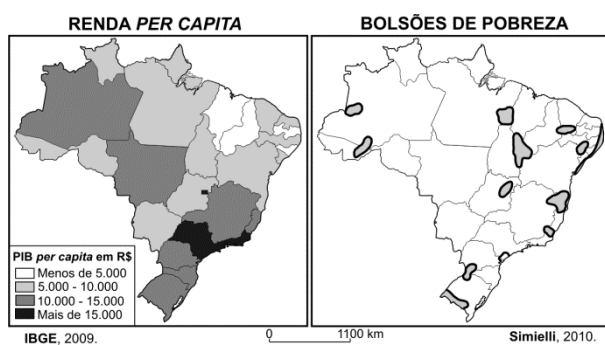 RENDA PER CAPITA
BOLSÕES DE POBREZA
PIB per capita em R$
Menos de 5.000
5.000 - 10.000
10.000 - 15.000
Mais de 15.000
IBGE, 2009.
0 1100 km
Simielli, 2010.